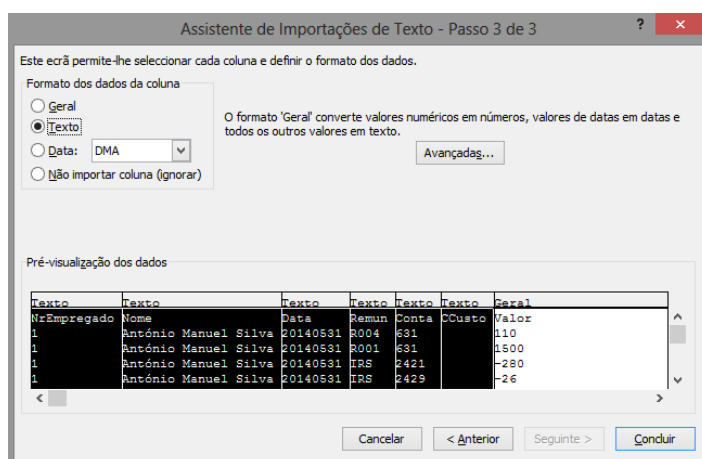 Assistente de Importações de Texto - Passo 3 de 3
? ×
Este ecrã permite-lhe seleccionar cada coluna e definir o formato dos dados.
Formato dos dados da coluna
Geral
Texto
Data: DMA
Não importar coluna (ignorar)
O formato 'Geral' converte valores numéricos em números, valores de datas em datas e
todos os outros valores em texto.
Avançadas...
Pré-visualização dos dados
Texto Texto Texto Texto Texto Texto Geral
NrEmpregado Nome Data Remun Conta CCusto Valor
1 António Manuel Silva 20140531 R004 631 110
1 António Manuel Silva 20140531 R001 631 1500
1 António Manuel Silva 20140531 IRS 2421 -280
1 António Manuel Silva 20140531 IRS 2429 -26
Cancelar < Anterior Seguinte > Concluir